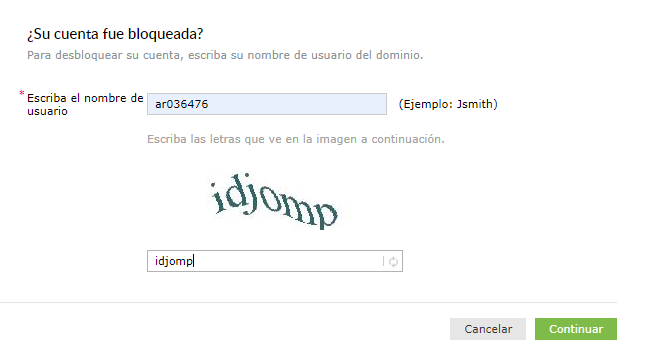 ¿Su cuenta fue bloqueada?
Para desbloquear su cuenta, escriba su nombre de usuario del dominio.
* Escriba el nombre de usuario
ar036476
(Ejemplo: Jsmith)
Escriba las letras que ve en la imagen a continuación.
idjomp
idjomp
Cancelar
Continuar